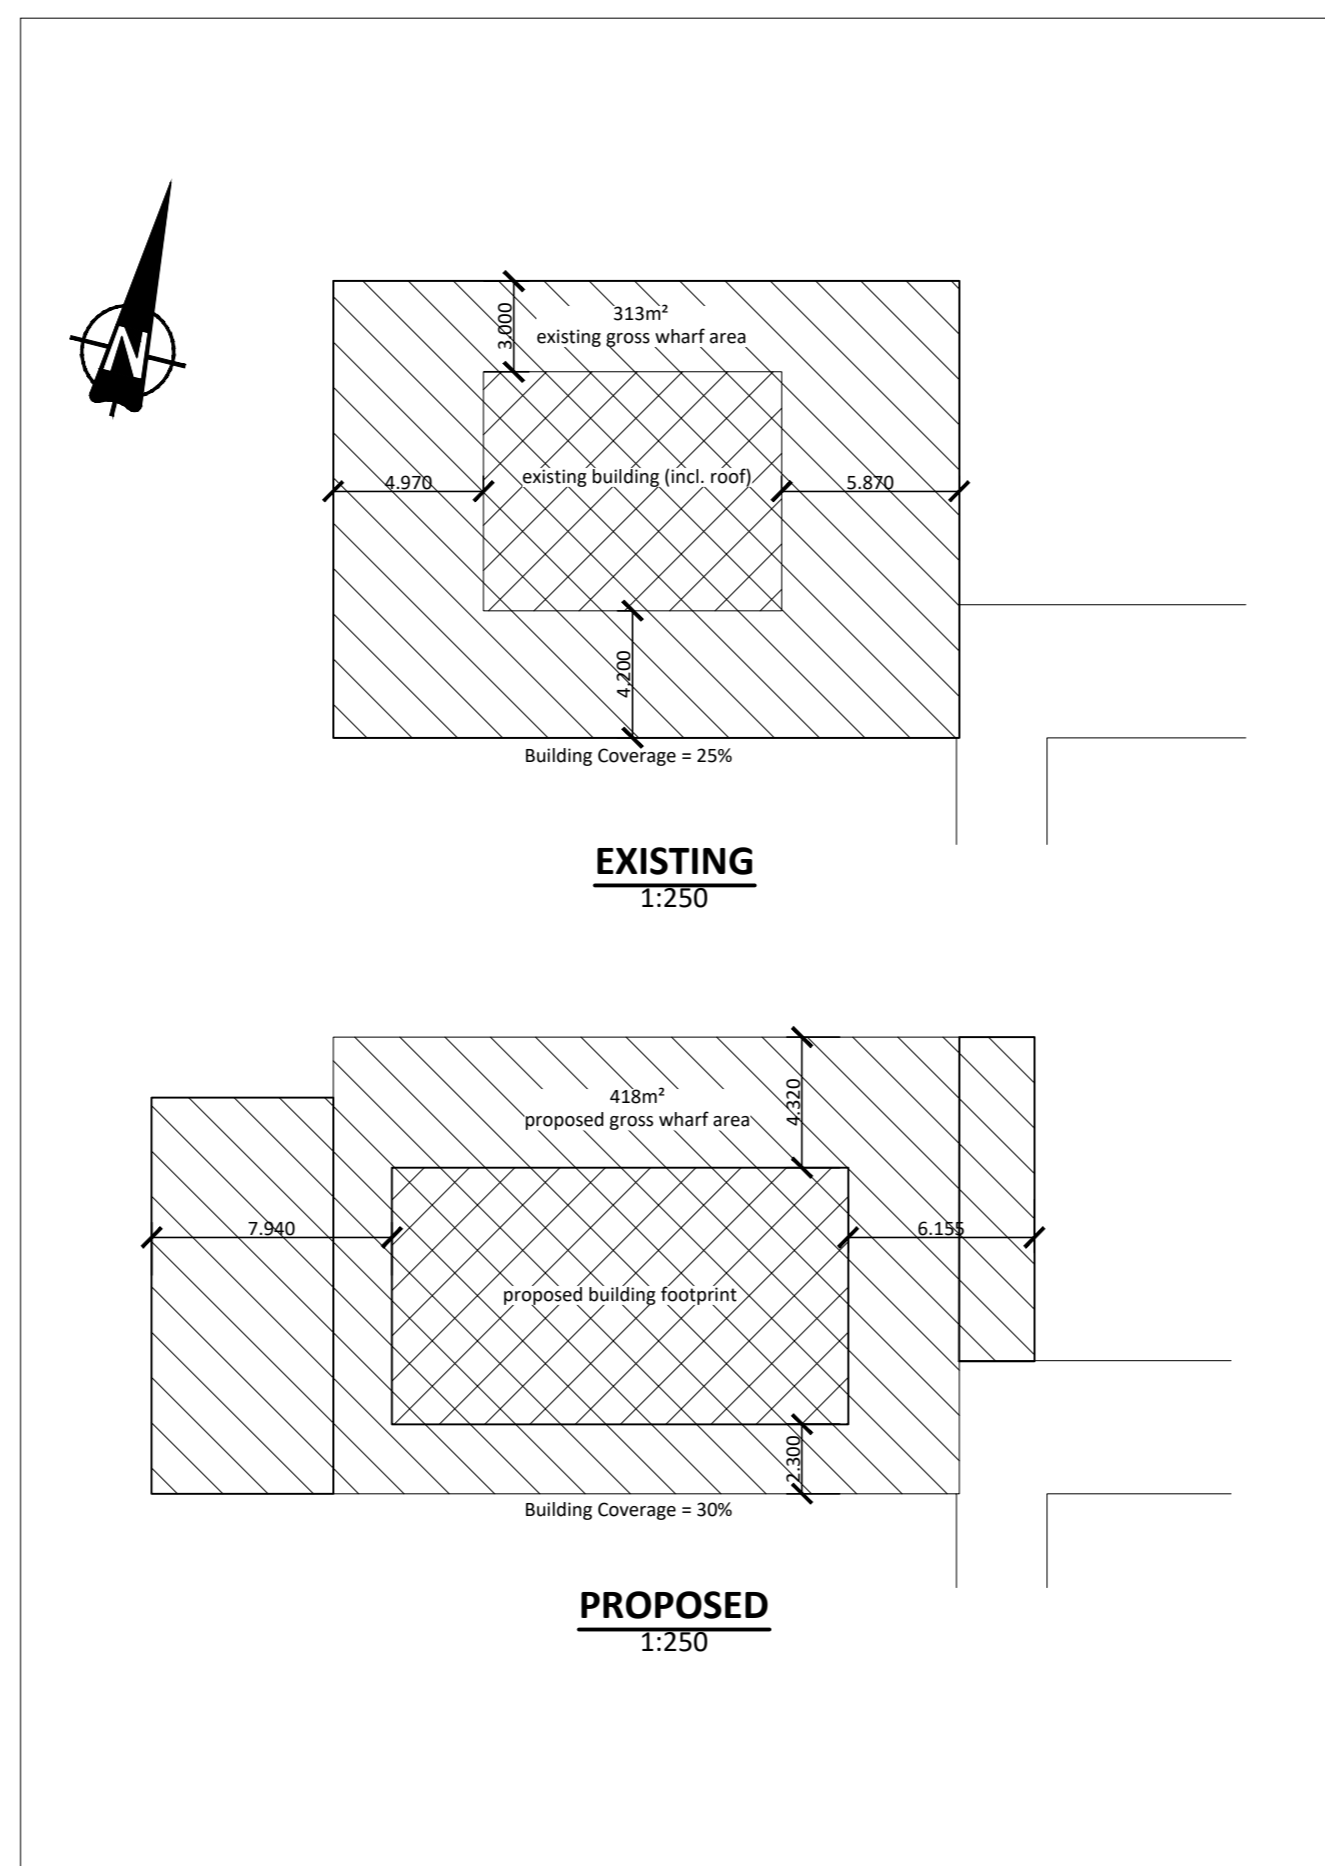 N
313m²
existing gross wharf area
3.000
existing building (incl. roof)
4.970
5.870
4.200
Building Coverage = 25%
EXISTING
1:250
418m²
proposed gross wharf area
4.320
7.940
6.155
proposed building footprint
2.300
Building Coverage = 30%
PROPOSED
1:250